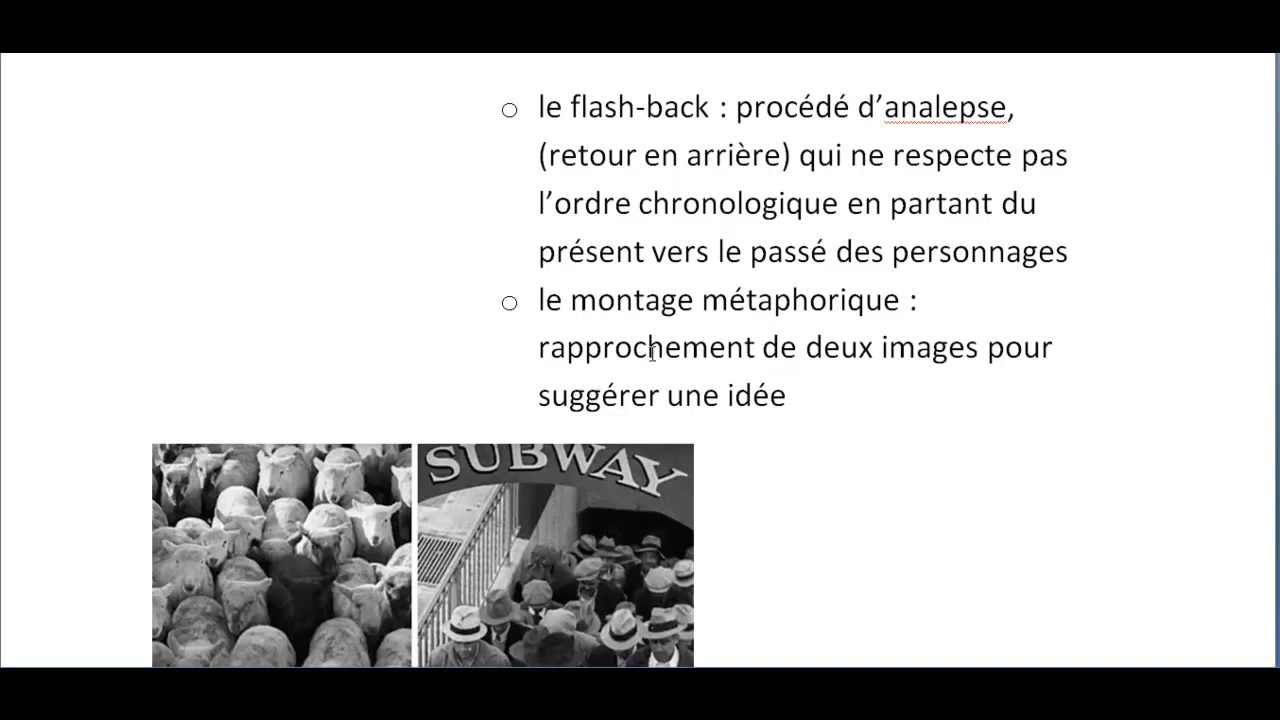 le flash-back : procédé d’analepse,
(retour en arrière) qui ne respecte pas
l’ordre chronologique en partant du
présent vers le passé des personnages
le montage métaphorique :
rapprochement de deux images pour
suggérer une idée
SUBWAY